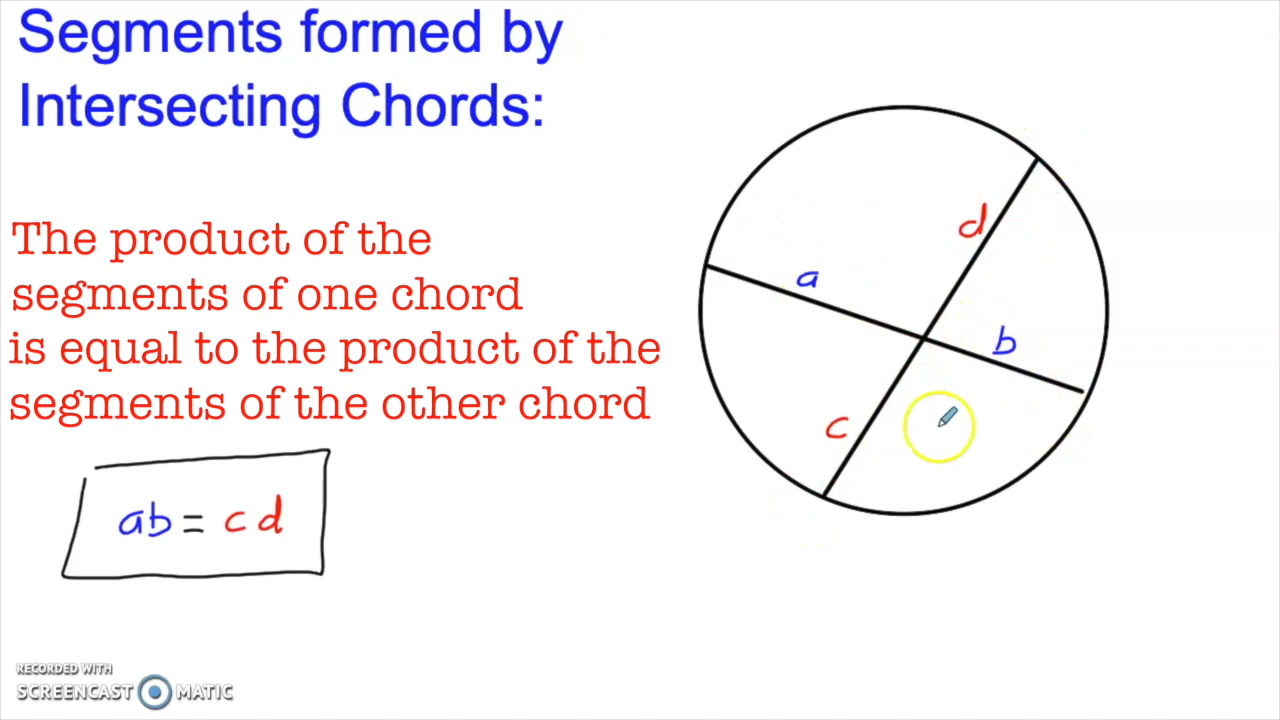 Segments formed by
Intersecting Chords:
The product of the
segments of one chord
is equal to the product of the
segments of the other chord
ab = cd
d
a
b
c
RECORDED WITH
SCREENCAST MATIC